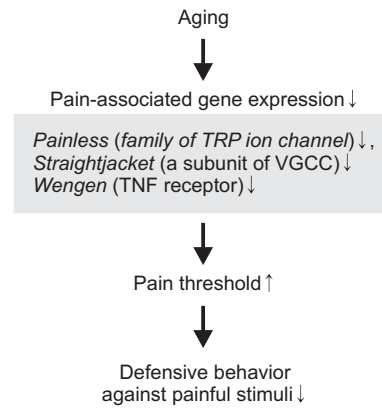 Aging
Pain-associated gene expression↓
Painless (family of TRP ion channel)↓,
Straightjacket (a subunit of VGCC)↓
Wengen (TNF receptor)↓
Pain threshold↑
Defensive behavior
against painful stimuli↓